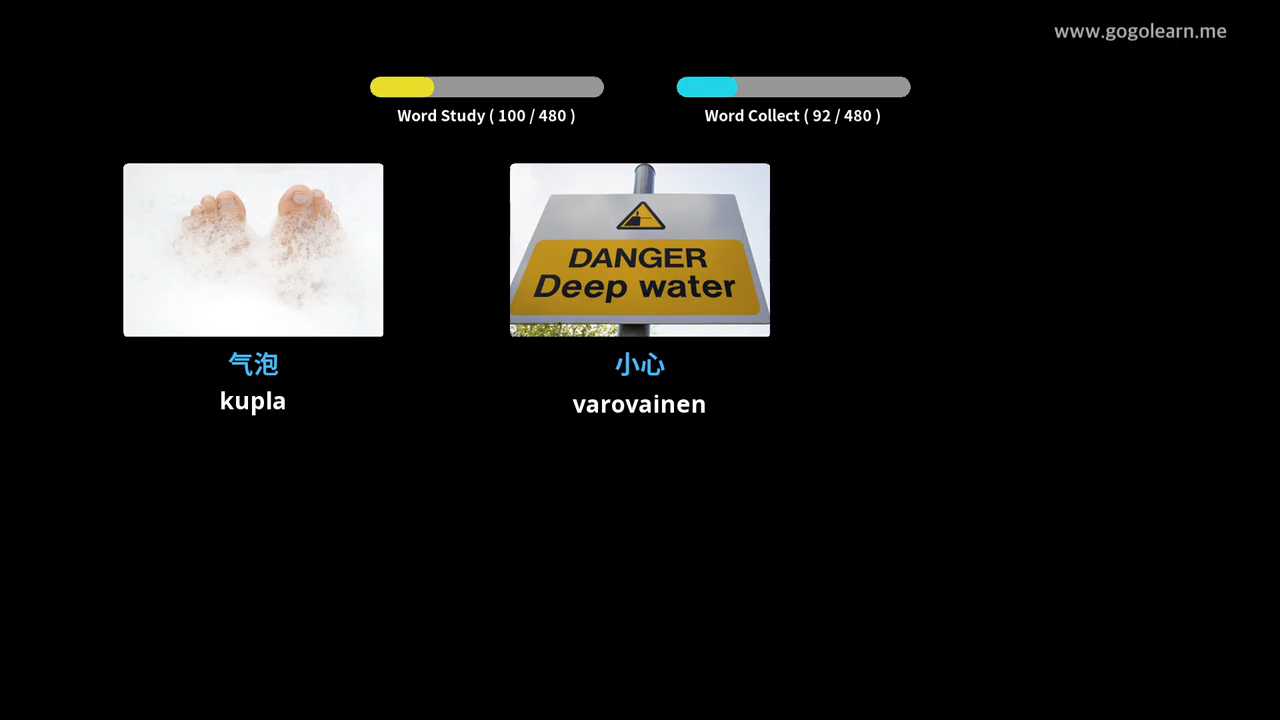 www.gogolearn.me
Word Study ( 100 / 480 )
Word Collect ( 92 / 480 )
DANGER
Deep water
气泡
kupla
小心
varovainen